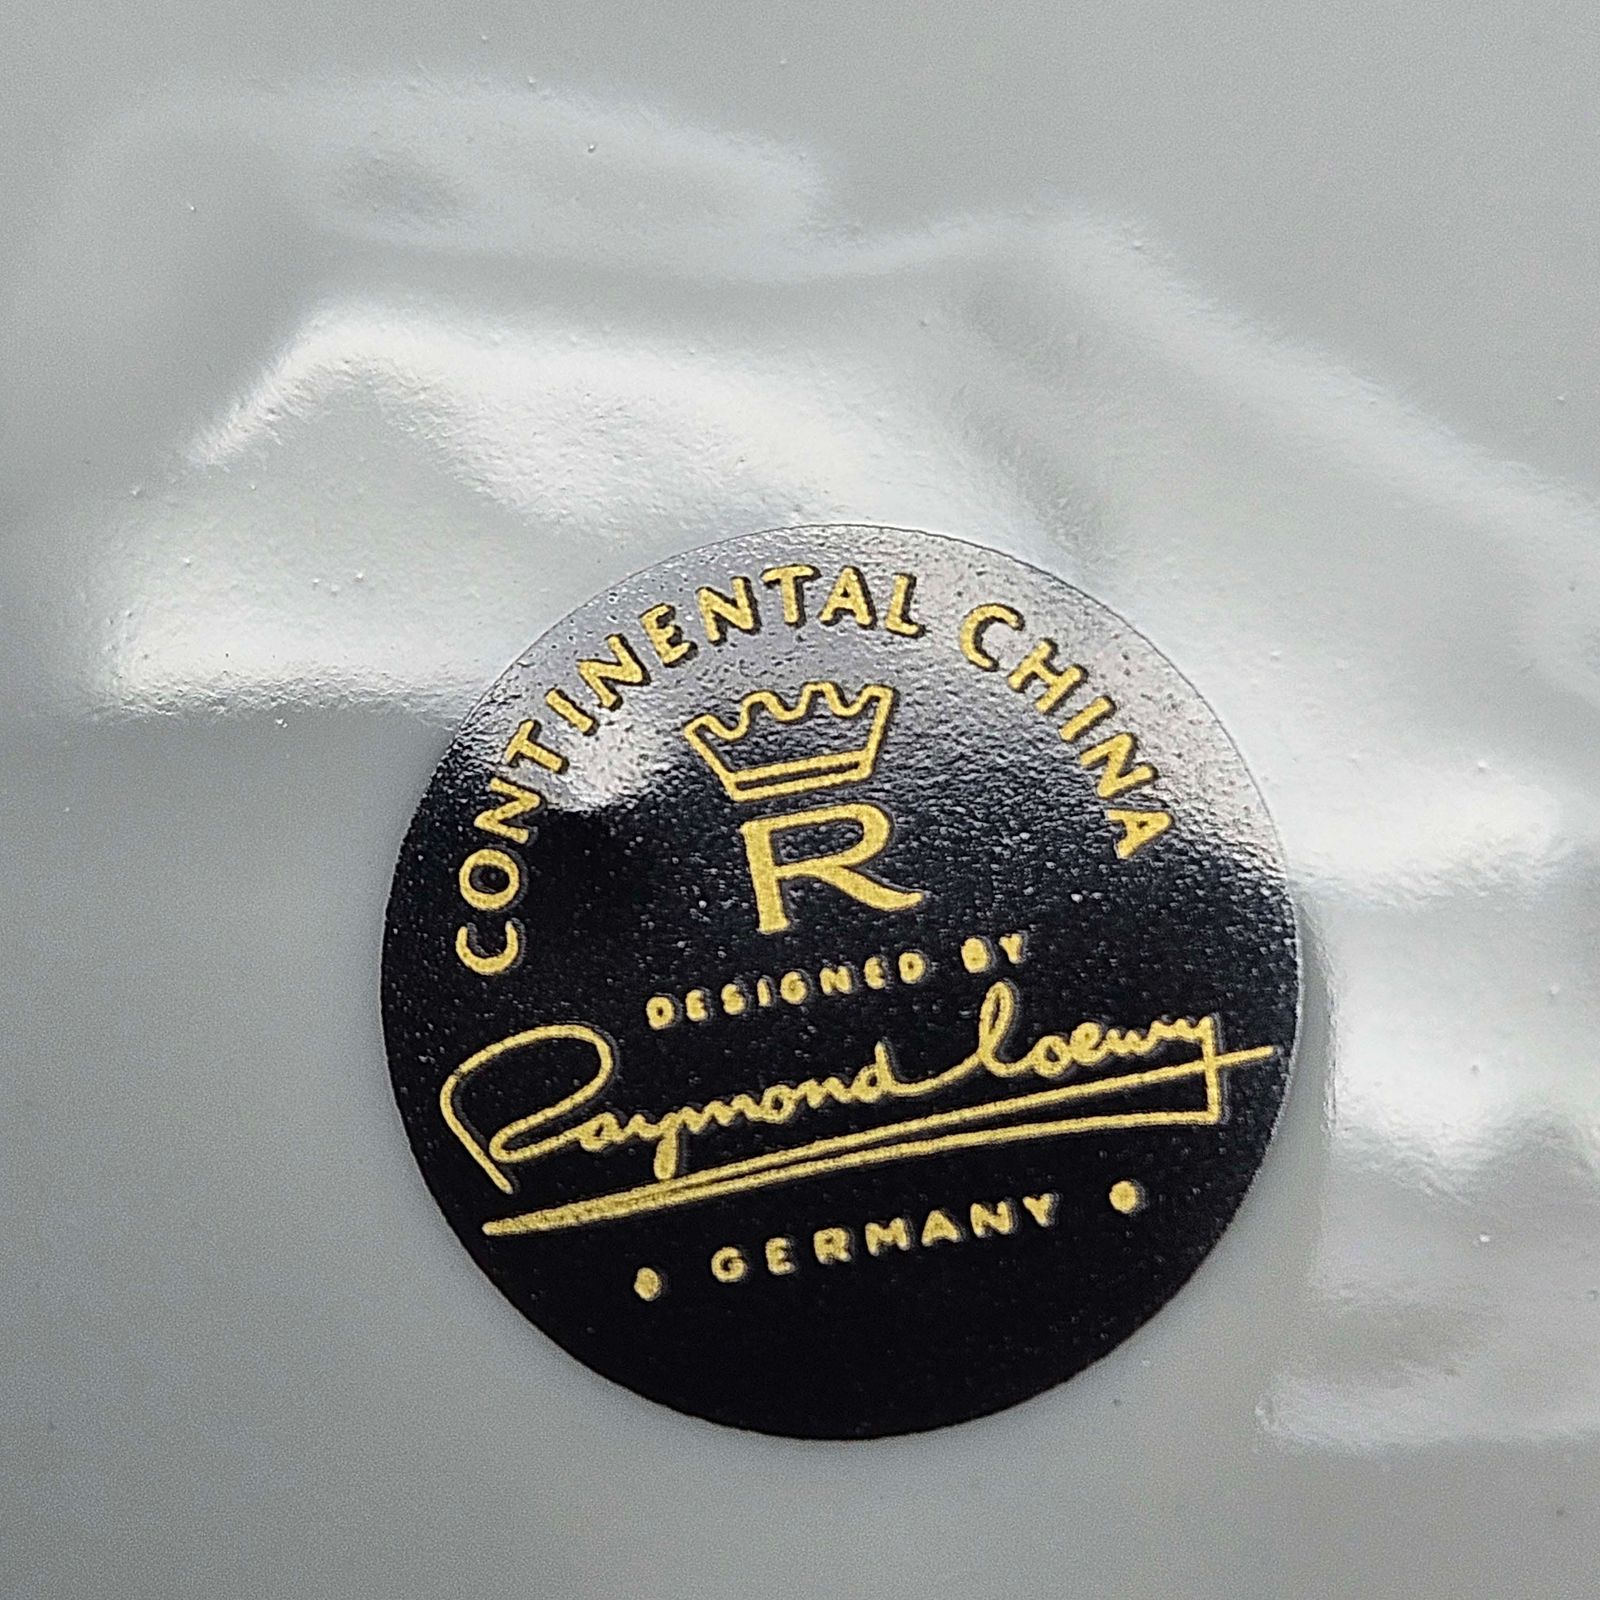 CONTINENTAL CHINA
R
DESIGNED BY
Raymond Loewy
• GERMANY •